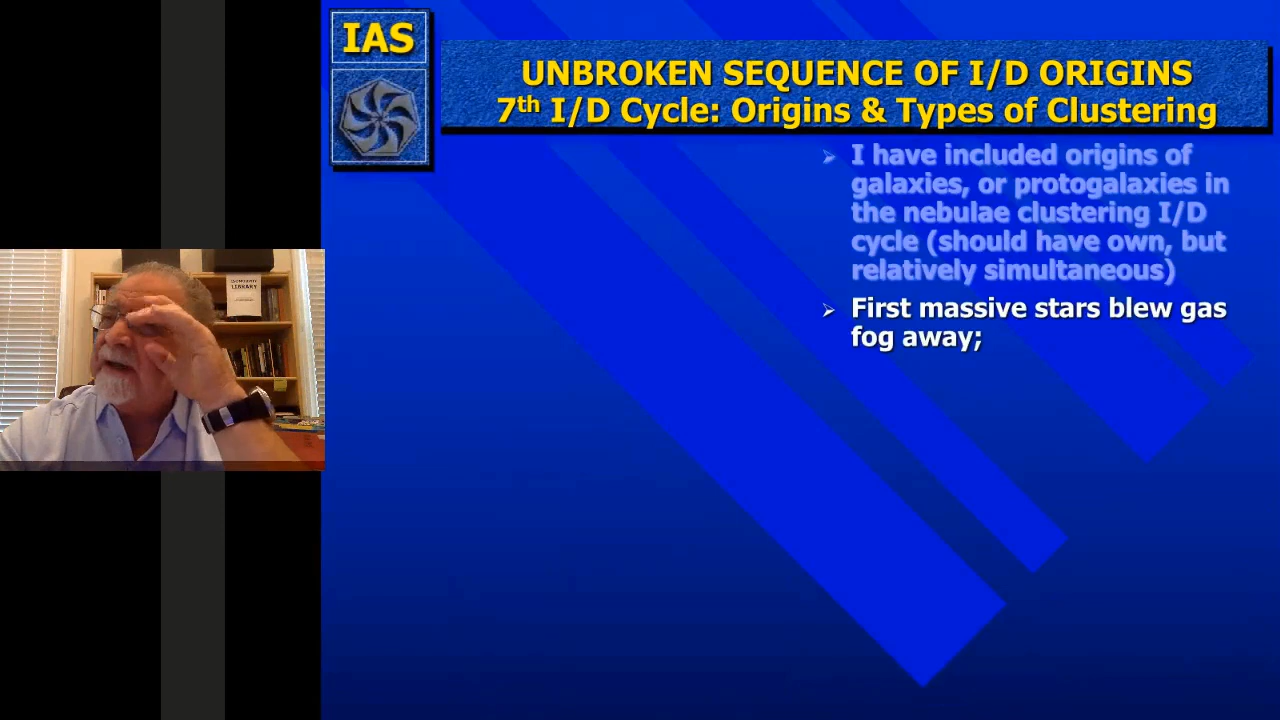 IAS
UNBROKEN SEQUENCE OF I/D ORIGINS
7th I/D Cycle: Origins & Types of Clustering
➢ I have included origins of
galaxies, or protogalaxies in
the nebulae clustering I/D
cycle (should have own, but
relatively simultaneous)
➢ First massive stars blew gas
fog away;
LIBRARY